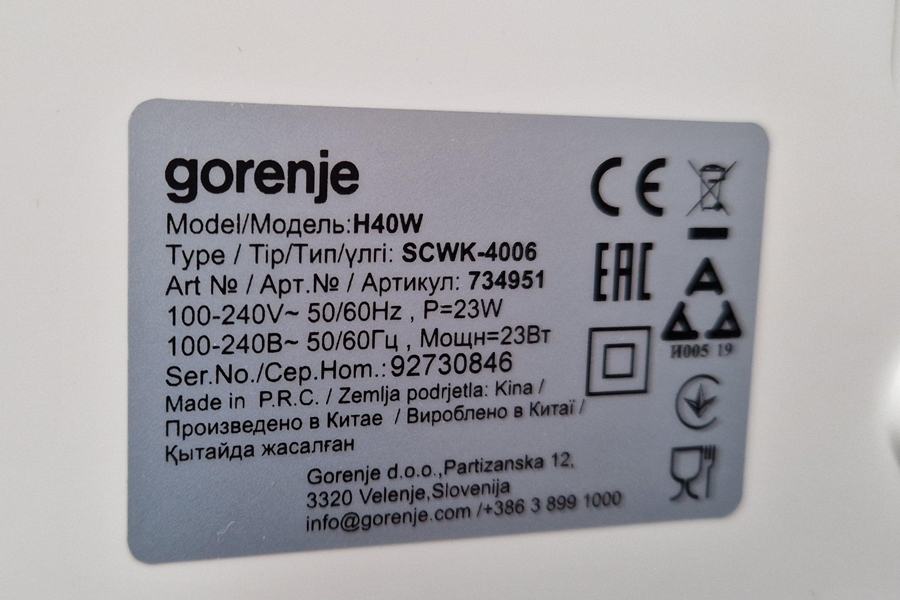 gorenje
Model/Модель:H40W
Type / Tip/Тип/үлгі: SCWK-4006
Art № / Арт.№ / Артикул: 734951
100-240V~ 50/60Hz , P=23W
100-240В~ 50/60Гц , Мощн=23Вт
Ser.No./Сер.Ном.:92730846
Made in P.R.C. / Zemlja podrjetla: Kina /
Произведено в Китае / Вироблено в Китаї /
Қытайда жасалған
Gorenje d.o.o.,Partizanska 12,
3320 Velenje,Slovenija
info@gorenje.com /+386 3 899 1000
CE
EAC
И005 19